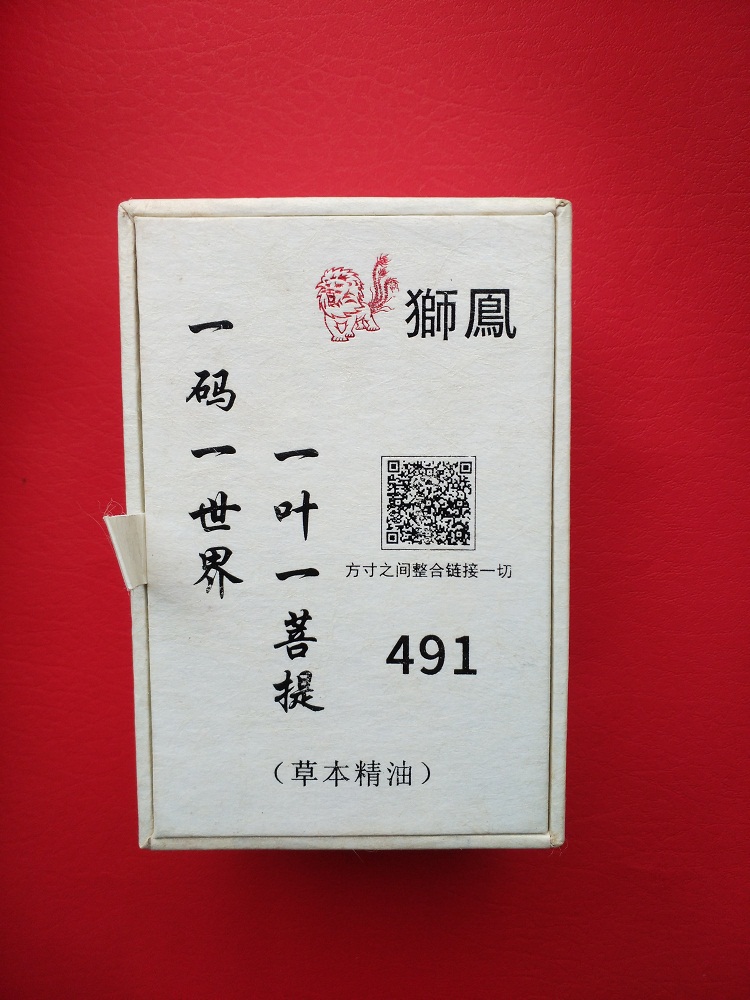 獅鳳
一码一世界
一叶一菩提
方寸之间整合链接一切
491
（草本精油）